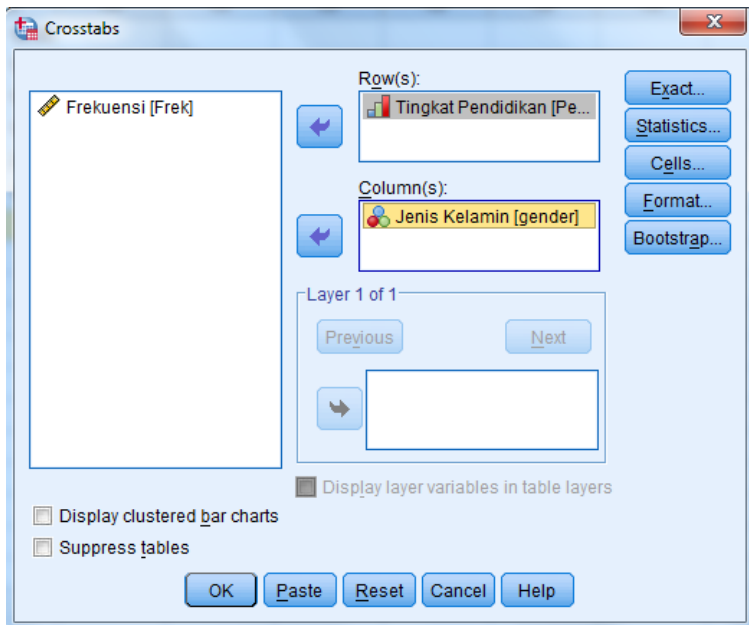 Crosstabs
Frekuensi [Frek]
Row(s):
Tingkat Pendidikan [Pe...
Column(s):
Jenis Kelamin [gender]
Layer 1 of 1
Previous
Next
Display layer variables in table layers
Exact...
Statistics...
Cells...
Format...
Bootstrap...
Display clustered bar charts
Suppress tables
OK
Paste
Reset
Cancel
Help